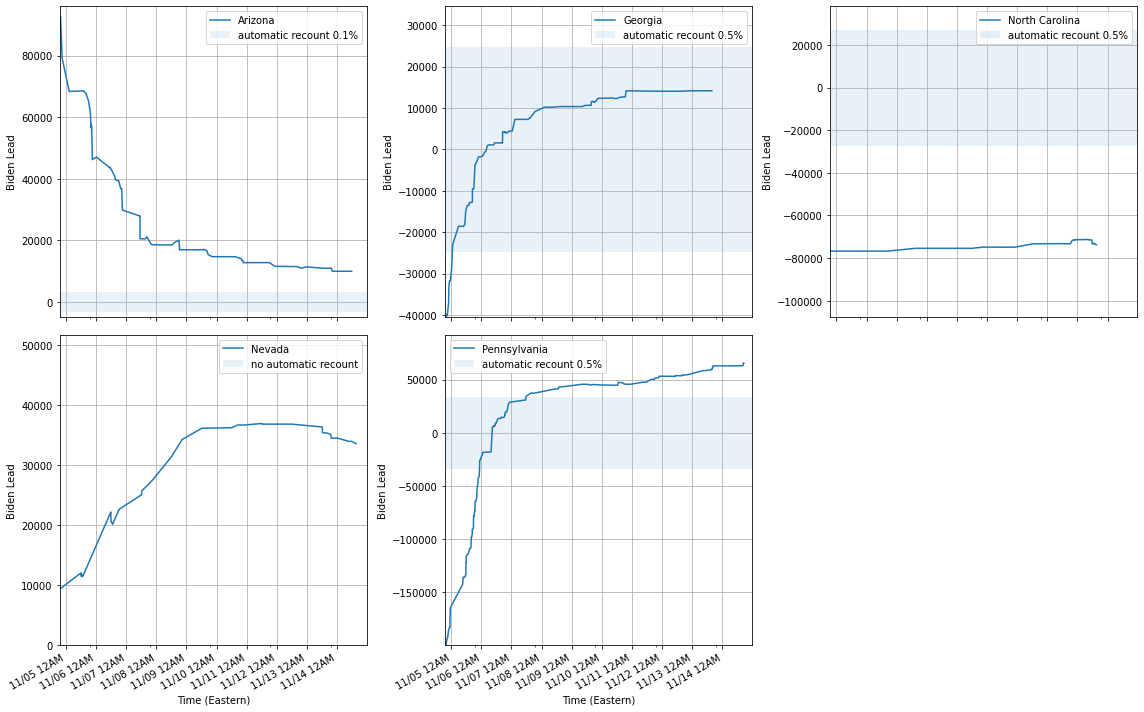 Arizona
automatic recount 0.1%
80000
60000
40000
20000
0
Biden Lead
Georgia
automatic recount 0.5%
30000
20000
10000
0
−10000
−20000
−30000
−40000
Biden Lead
North Carolina
automatic recount 0.5%
20000
0
−20000
−40000
−60000
−80000
−100000
Biden Lead
Nevada
no automatic recount
50000
40000
30000
20000
10000
0
Biden Lead
11/05 12AM
11/06 12AM
11/07 12AM
11/08 12AM
11/09 12AM
11/10 12AM
11/11 12AM
11/12 12AM
11/13 12AM
11/14 12AM
Time (Eastern)
Pennsylvania
automatic recount 0.5%
50000
0
−50000
−100000
−150000
Biden Lead
11/05 12AM
11/06 12AM
11/07 12AM
11/08 12AM
11/09 12AM
11/10 12AM
11/11 12AM
11/12 12AM
11/13 12AM
11/14 12AM
Time (Eastern)